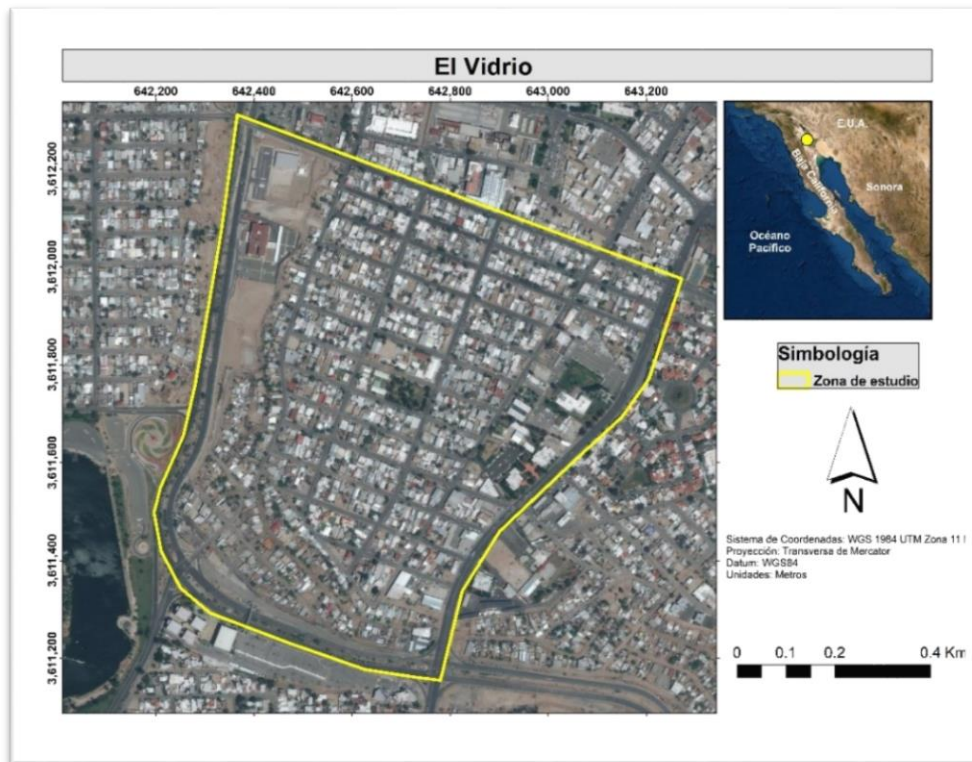 El Vidrio
642,200 642,400 642,600 642,800 643,000 643,200
3,612,200
3,612,000
3,611,800
3,611,600
3,611,400
3,611,200
E.U.A.
Baja California
Sonora
Océano
Pacífico
Simbología
Zona de estudio
N
Sistema de Coordenadas: WGS 1984 UTM Zona 11
Proyección: Transversa de Mercator
Datum: WGS84
Unidades: Metros
0 0.1 0.2 0.4 Km